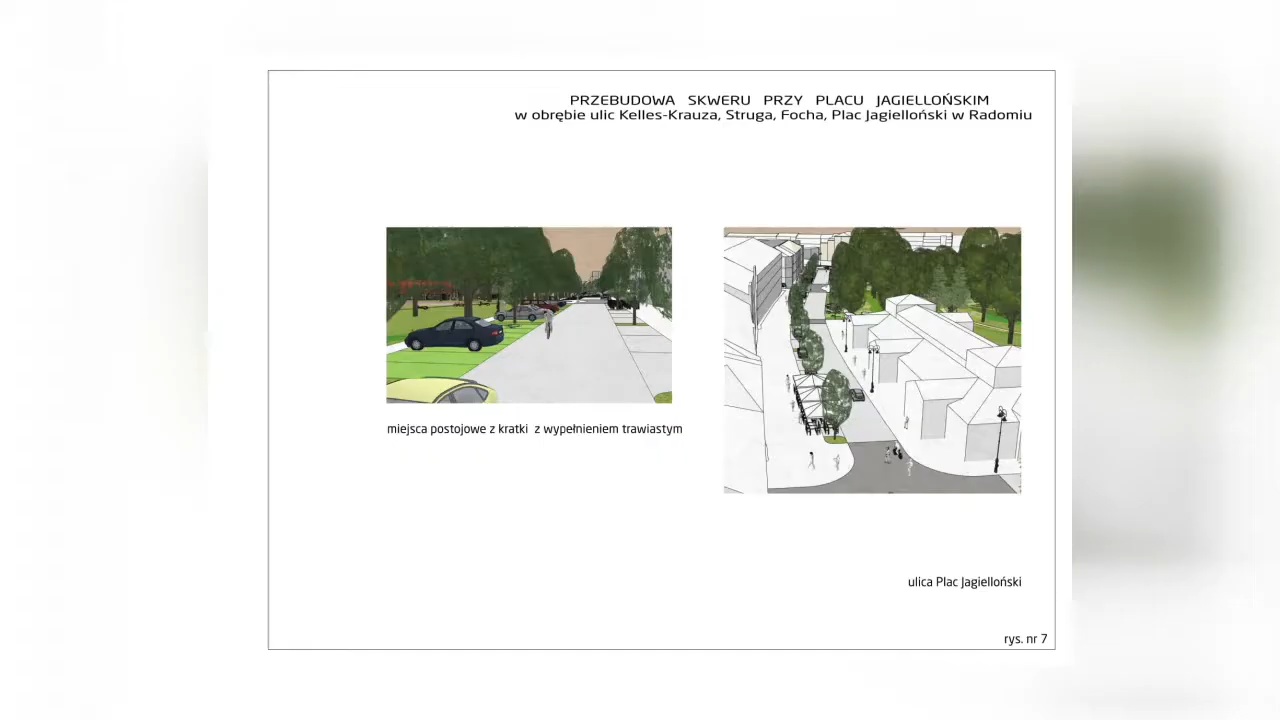 PRZEBUDOWA SKWERU PRZY PLACU JAGIELLOŃSKIM
w obrębie ulic Kelles-Krauza, Struga, Focha, Plac Jagielloński w Radomiu
miejsca postojowe z kratki z wypełnieniem trawiastym
ulica Plac Jagielloński
rys. nr 7